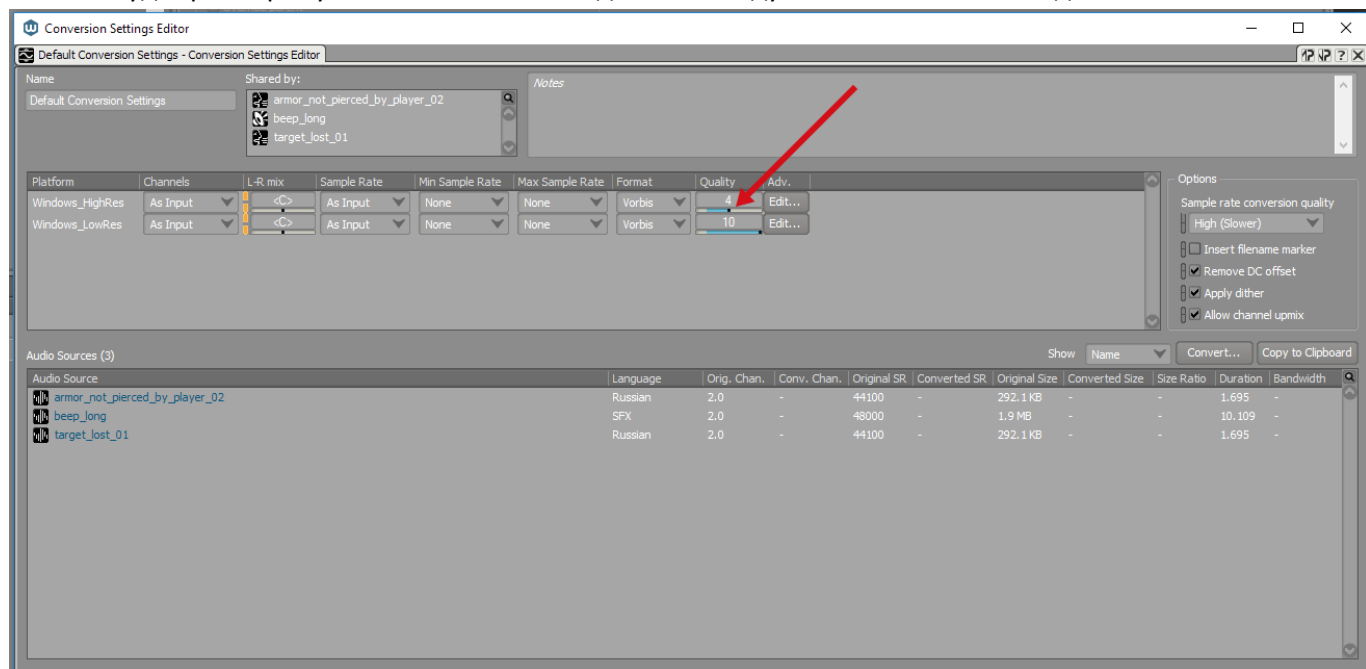 Conversion Settings Editor
Default Conversion Settings - Conversion Settings Editor
Name Shared by: Notes
Default Conversion Settings
armor_not_pierced_by_player_02
beep_long
target_lost_01
Platform Channels L-R mix Sample Rate Min Sample Rate Max Sample Rate Format Quality Adv.
Windows_HighRes As Input <C> As Input None None Vorbis 4 Edit...
Windows_LowRes As Input <C> As Input None None Vorbis 10 Edit...
Options
Sample rate conversion quality
High (Slower)
Insert filename marker
Remove DC offset
Apply dither
Allow channel upmix
Audio Sources (3) Show Name Convert... Copy to Clipboard
Audio Source Language Orig. Chan. Conv. Chan. Original SR Converted SR Original Size Converted Size Size Ratio Duration Bandwidth
armor_not_pierced_by_player_02 Russian 2.0 - 44100 - 292.1 KB - - 1.695 -
beep_long SFX 2.0 - 48000 - 1.9 MB - - 10.109 -
target_lost_01 Russian 2.0 - 44100 - 292.1 KB - - 1.695 -